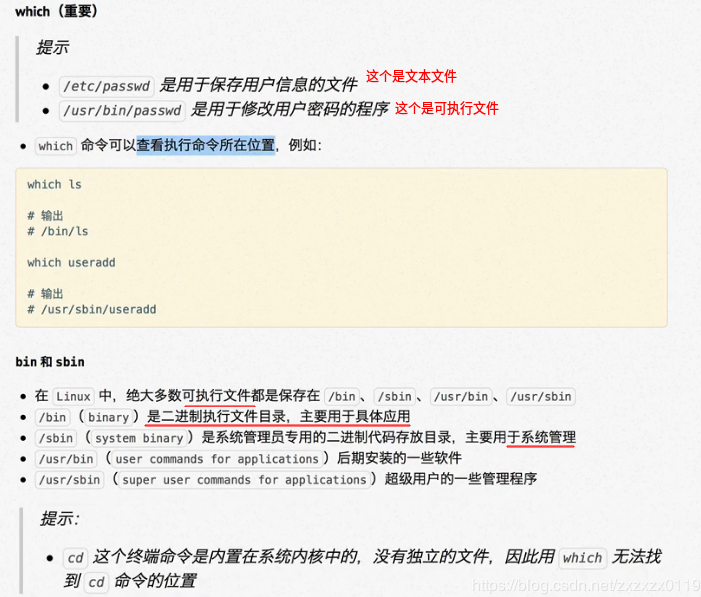 which（重要）
提示
/etc/passwd 是用于保存用户信息的文件 这个是文本文件
/usr/bin/passwd 是用于修改用户密码的程序 这个是可执行文件
which 命令可以查看执行命令所在位置，例如：
which ls
# 输出
# /bin/ls
which useradd
# 输出
# /usr/sbin/useradd
bin 和 sbin
在 Linux 中，绝大多数可执行文件都是保存在 /bin、/sbin、/usr/bin、/usr/sbin
/bin（binary）是二进制执行文件目录，主要用于具体应用
/sbin（system binary）是系统管理员专用的二进制代码存放目录，主要用于系统管理
/usr/bin（user commands for applications）后期安装的一些软件
/usr/sbin（super user commands for applications）超级用户的一些管理程序
提示：
cd 这个终端命令是内置在系统内核中的，没有独立的文件，因此用 which 无法找
到 cd 命令的位置
https://blog.csdn.net/zxzxzx0119